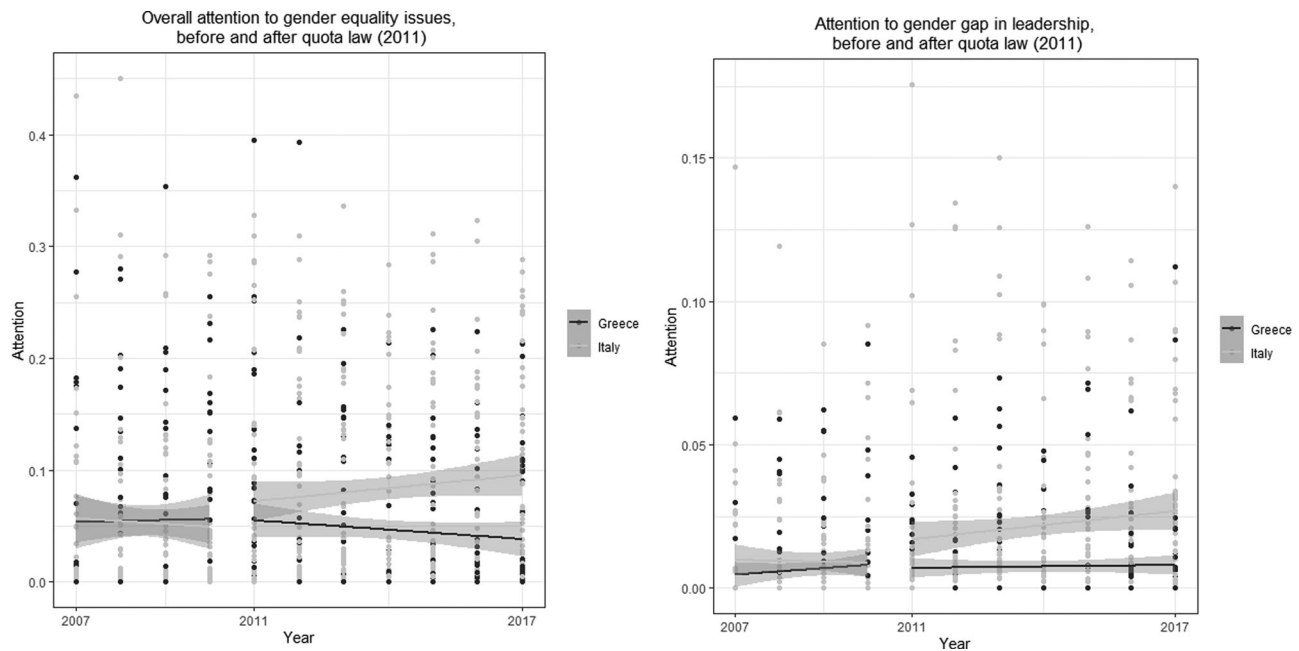 Overall attention to gender equality issues,
before and after quota law (2011)
0.4
0.3
0.2
0.1
0.0
Attention
2007
2011
2017
Year
Greece
Italy
Attention to gender gap in leadership,
before and after quota law (2011)
0.15
0.10
0.05
0.00
Attention
2007
2011
2017
Year
Greece
Italy